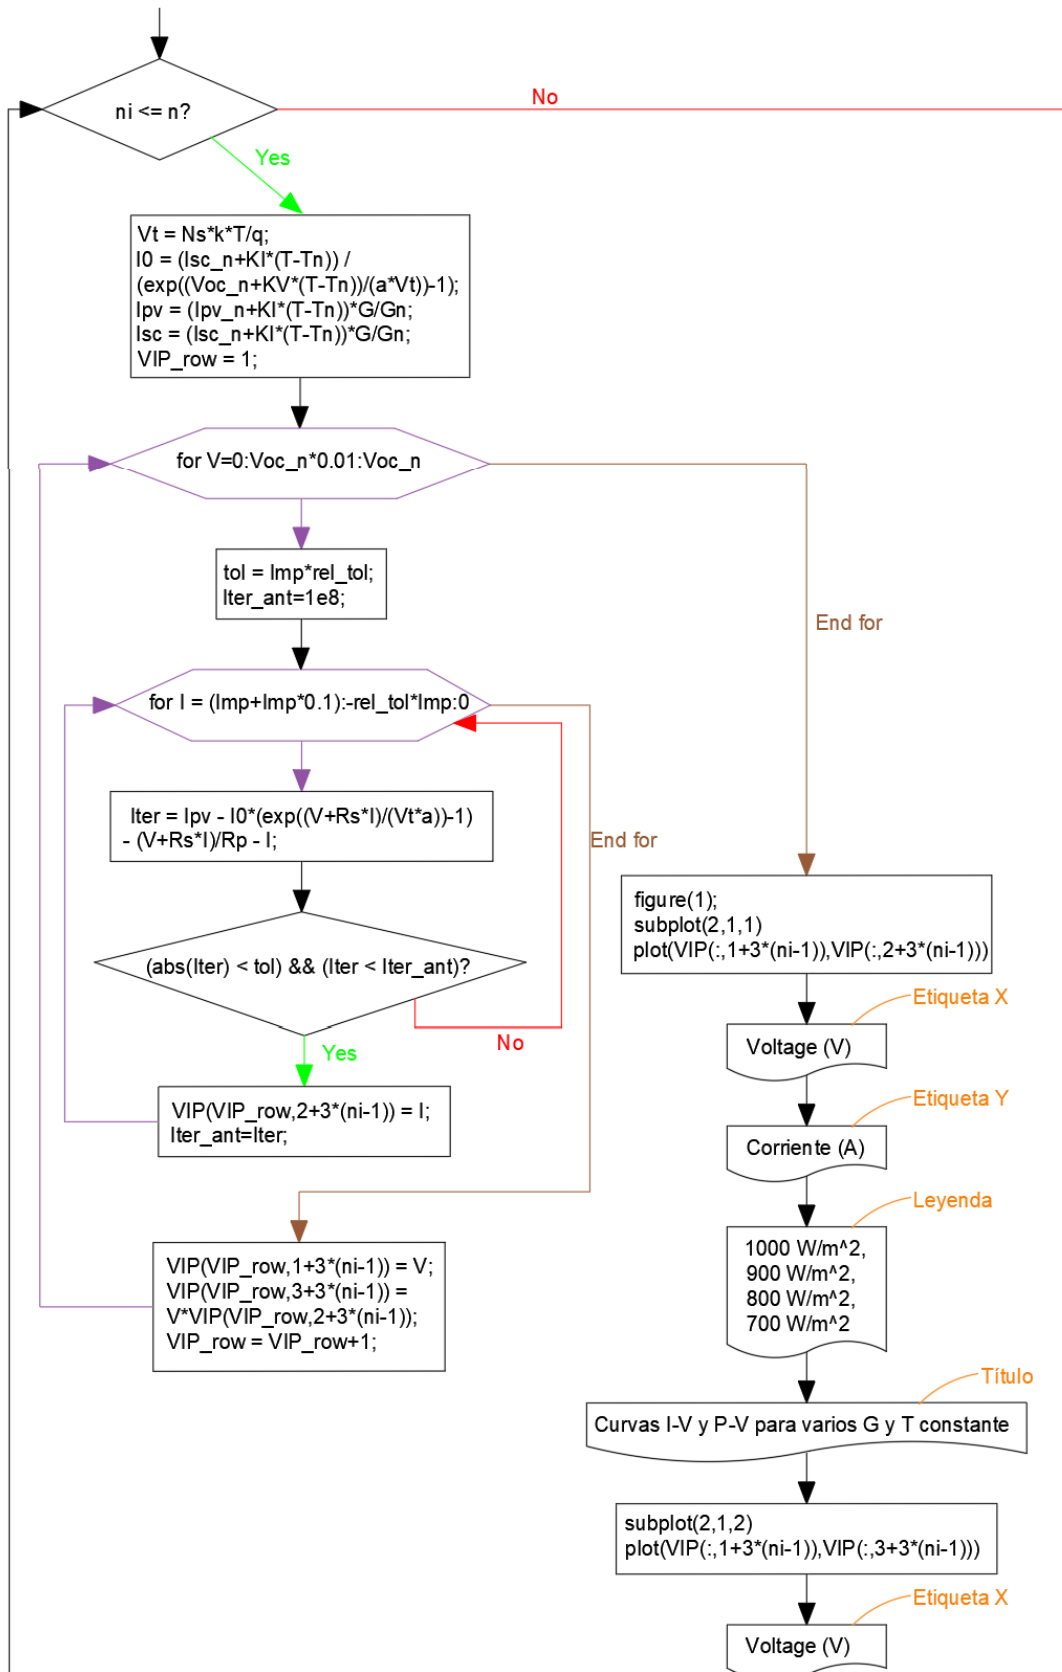 ni <= n?
No
Yes
Vt = Ns*k*T/q;
I0 = (Isc_n+KI*(T-Tn)) /
(exp((Voc_n+KV*(T-Tn))/(a*Vt))-1);
Ipv = (Ipv_n+KI*(T-Tn))*G/Gn;
Isc = (Isc_n+KI*(T-Tn))*G/Gn;
VIP_row = 1;
for V=0:Voc_n*0.01:Voc_n
tol = Imp*rel_tol;
Iter_ant=1e8;
End for
for I = (Imp+Imp*0.1):-rel_tol*Imp:0
Iter = Ipv - I0*(exp((V+Rs*I)/(Vt*a))-1)
- (V+Rs*I)/Rp - I;
End for
(abs(Iter) < tol) && (Iter < Iter_ant)?
No
Yes
VIP(VIP_row,2+3*(ni-1)) = I;
Iter_ant=Iter;
VIP(VIP_row,1+3*(ni-1)) = V;
VIP(VIP_row,3+3*(ni-1)) =
V*VIP(VIP_row,2+3*(ni-1));
VIP_row = VIP_row+1;
figure(1);
subplot(2,1,1)
plot(VIP(:,1+3*(ni-1)),VIP(:,2+3*(ni-1)))
Etiqueta X
Voltage (V)
Etiqueta Y
Corriente (A)
Leyenda
1000 W/m^2,
900 W/m^2,
800 W/m^2,
700 W/m^2
Título
Curvas I-V y P-V para varios G y T constante
subplot(2,1,2)
plot(VIP(:,1+3*(ni-1)),VIP(:,3+3*(ni-1)))
Etiqueta X
Voltage (V)